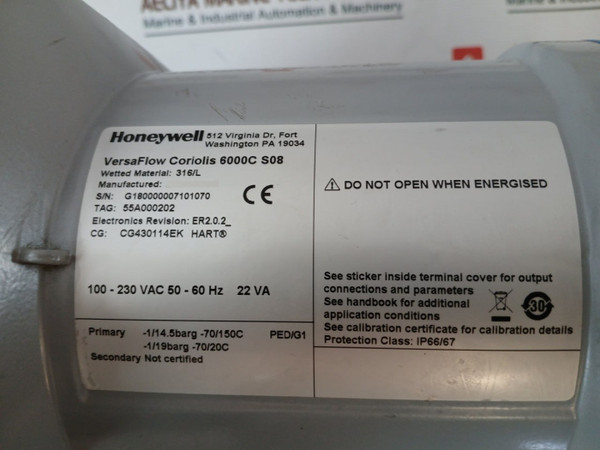 Marine & Industrial Automation & Machinery
Honeywell 512 Virginia Dr, Fort
Washington PA 19034
VersaFlow Coriolis 6000C S08
Wetted Material: 316/L
Manufactured:
S/N: G180000007101070
TAG: 55A000202
Electronics Revision: ER2.0.2_
CG: CG430114EK HART®
CE
100 - 230 VAC 50 - 60 Hz 22 VA
Primary -1/14.5barg -70/150C PED/G1
-1/19barg -70/20C
Secondary Not certified
⚠ DO NOT OPEN WHEN ENERGISED
See sticker inside terminal cover for output
connections and parameters
See handbook for additional
application conditions
See calibration certificate for calibration details
Protection Class: IP66/67
30